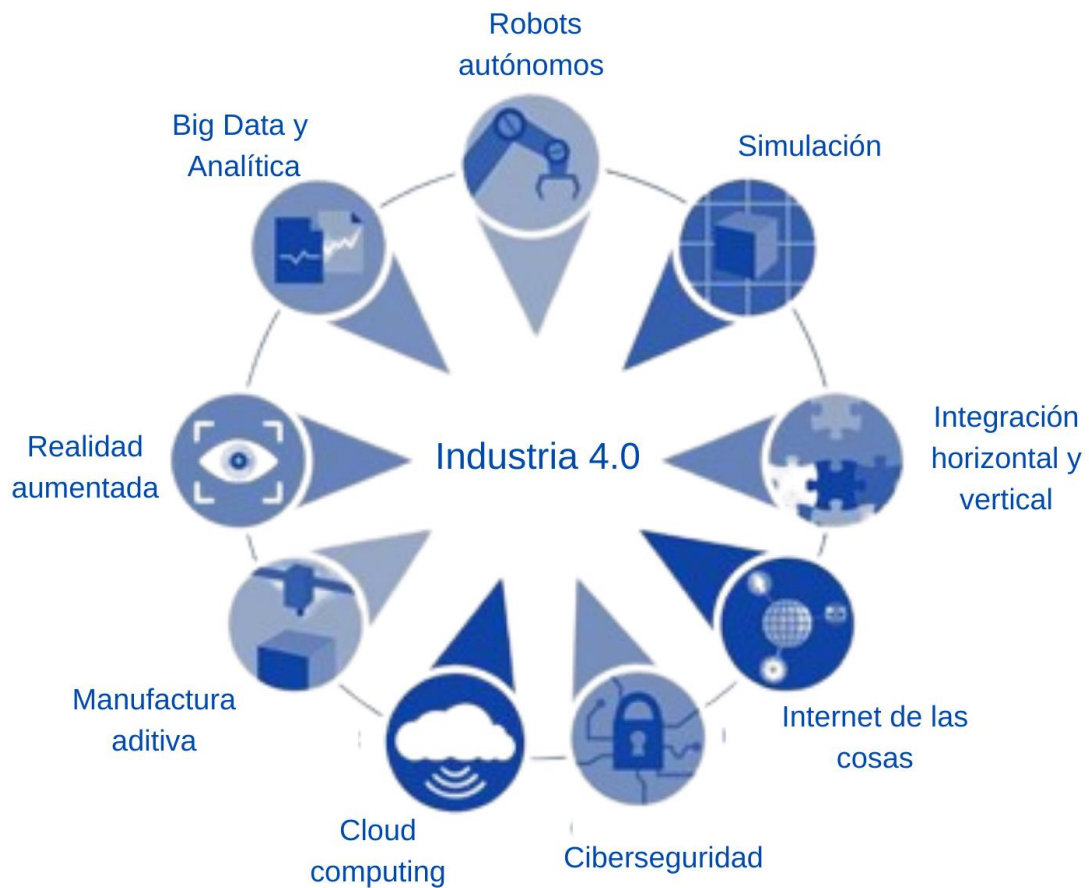 Robots
autónomos
Big Data y
Analítica
Simulación
Realidad
aumentada
Industria 4.0
Integración
horizontal y
vertical
Manufactura
aditiva
Internet de las
cosas
Cloud
computing
Ciberseguridad